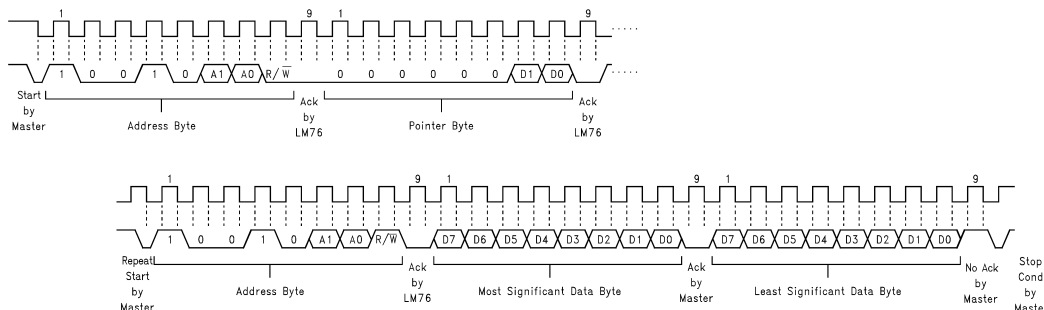 1 9 1 9
1 0 0 1 0 A1 A0 R/W 0 0 0 0 0 0 D1 D0
Start by Master
Address Byte
Ack by LM76
Pointer Byte
Ack by LM76
1 9 1 9 1 9
1 0 0 1 0 A1 A0 R/W D7 D6 D5 D4 D3 D2 D1 D0 D7 D6 D5 D4 D3 D2 D1 D0
Repeat Start by Master
Address Byte
Ack by LM76
Most Significant Data Byte
Ack by Master
Least Significant Data Byte
No Ack by Master
Stop Cond by